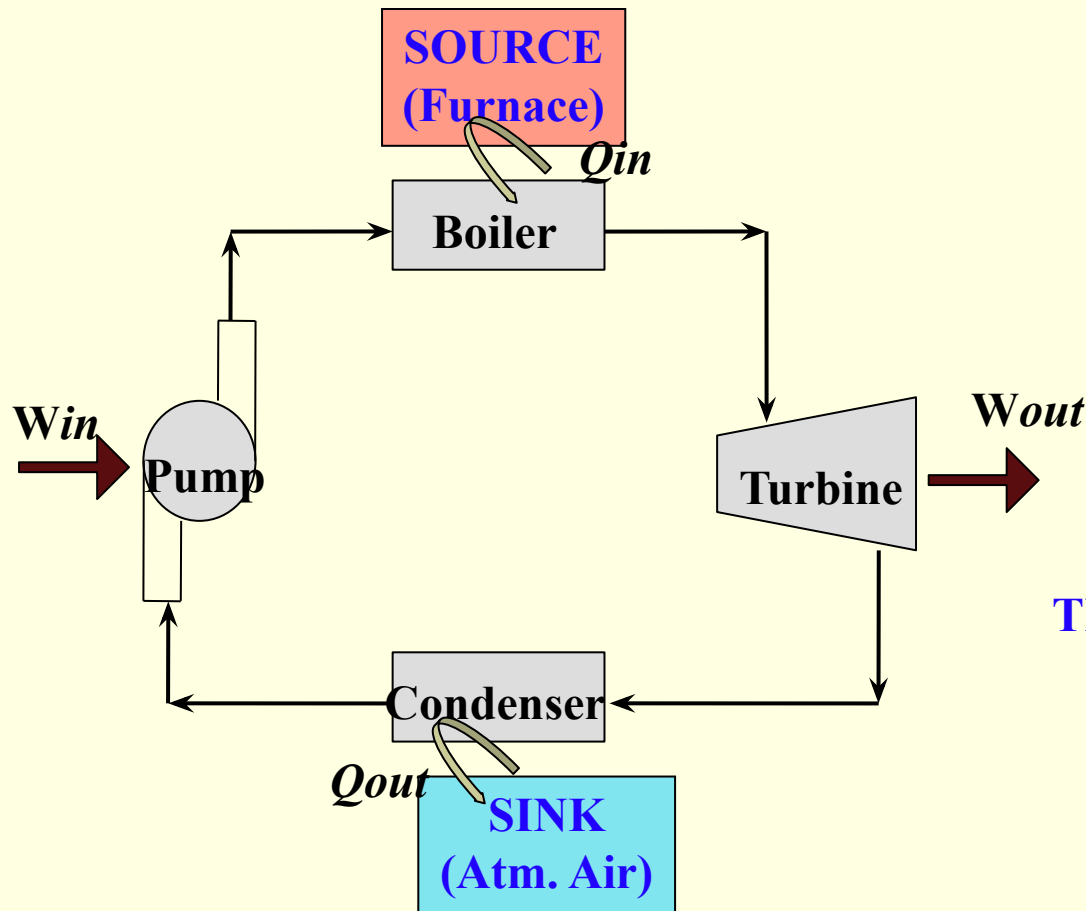 SOURCE
(Furnace)
Qin
Boiler
Win
Pump
Wout
Turbine
Condenser
Qout
SINK
(Atm. Air)